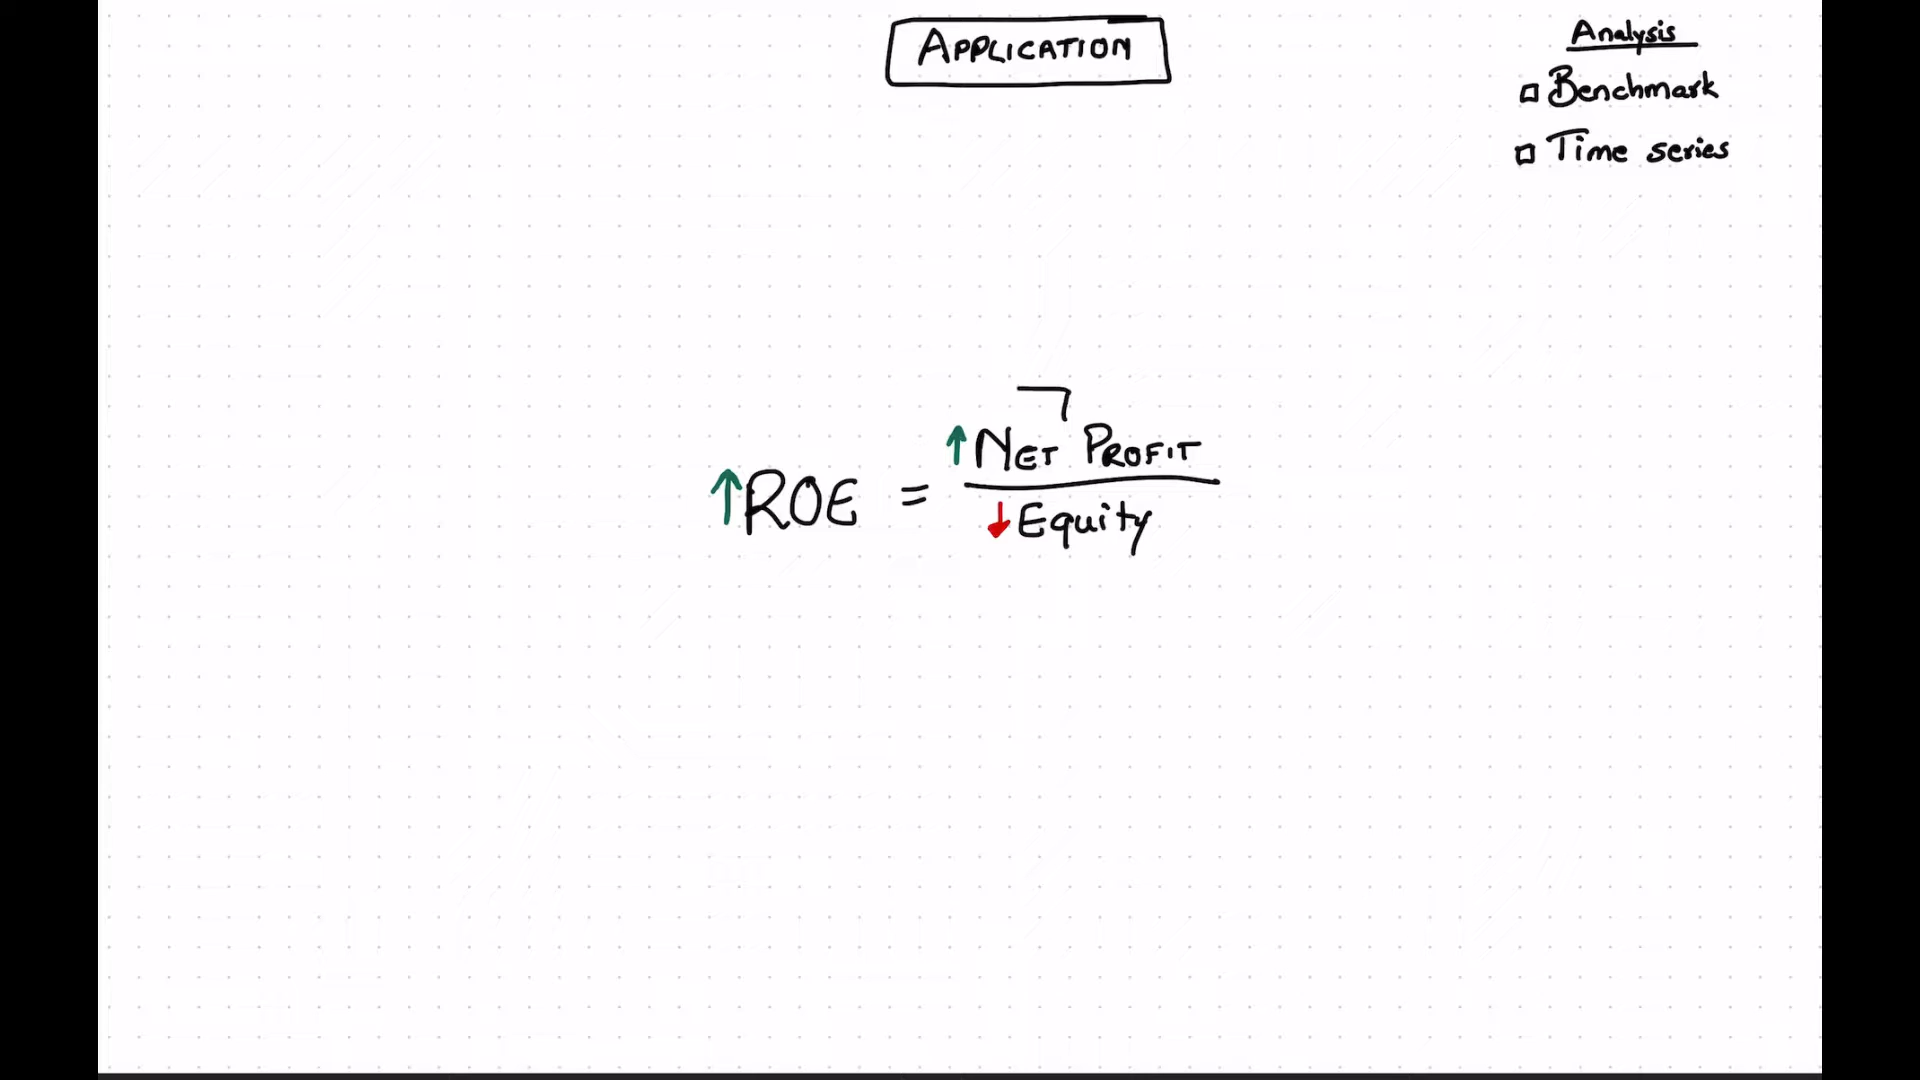 APPLICATION
Analysis
Benchmark
Time series
↑ROE = ↑NET PROFIT
↓Equity